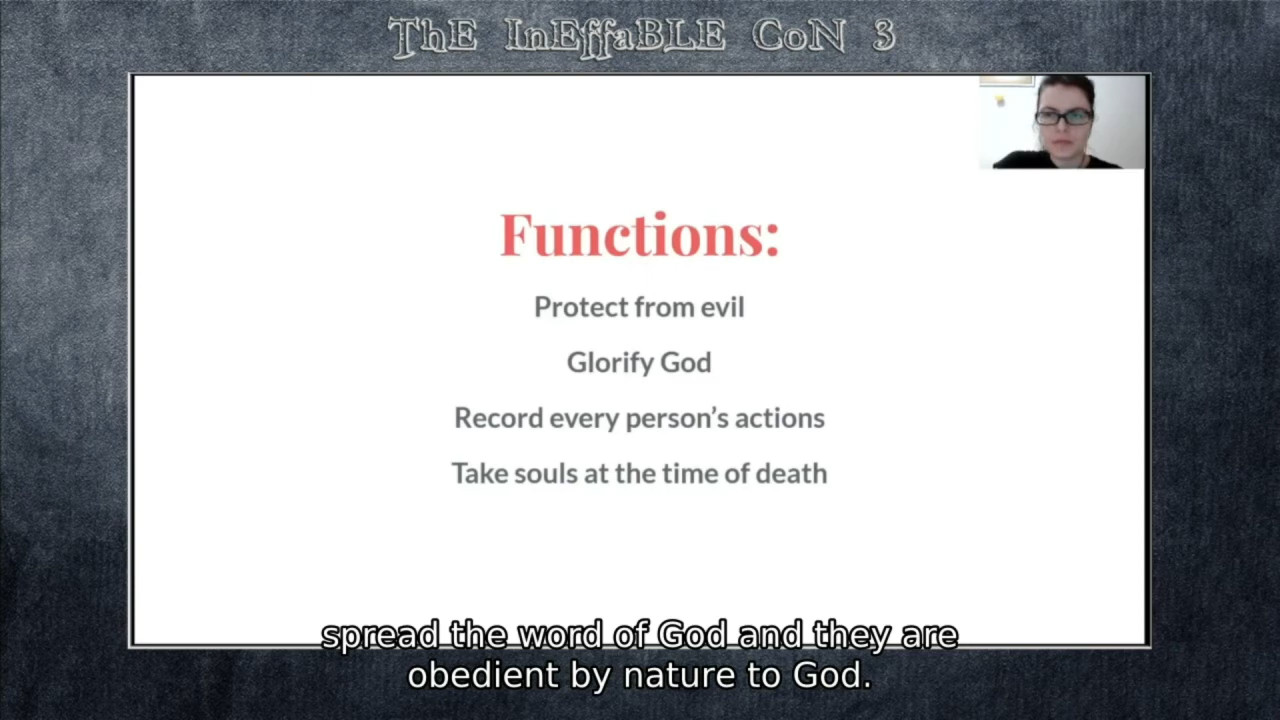 ThE InEffaBLE CoN 3
Functions:
Protect from evil
Glorify God
Record every person’s actions
Take souls at the time of death
spread the word of God and they are
obedient by nature to God.